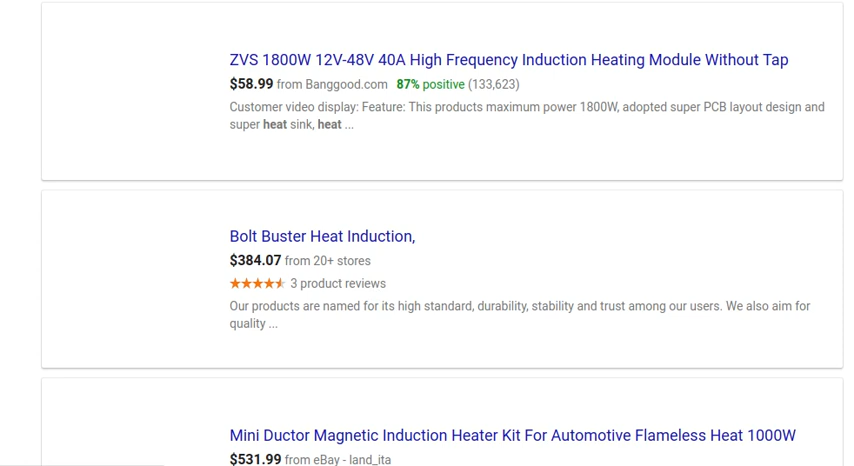 ZVS 1800W 12V-48V 40A High Frequency Induction Heating Module Without Tap
$58.99 from Banggood.com 87% positive (133,623)
Customer video display: Feature: This products maximum power 1800W, adopted super PCB layout design and
super heat sink, heat ...
Bolt Buster Heat Induction,
$384.07 from 20+ stores
3 product reviews
Our products are named for its high standard, durability, stability and trust among our users. We also aim for
quality ...
Mini Ductor Magnetic Induction Heater Kit For Automotive Flameless Heat 1000W
$531.99 from eBay - land_ita